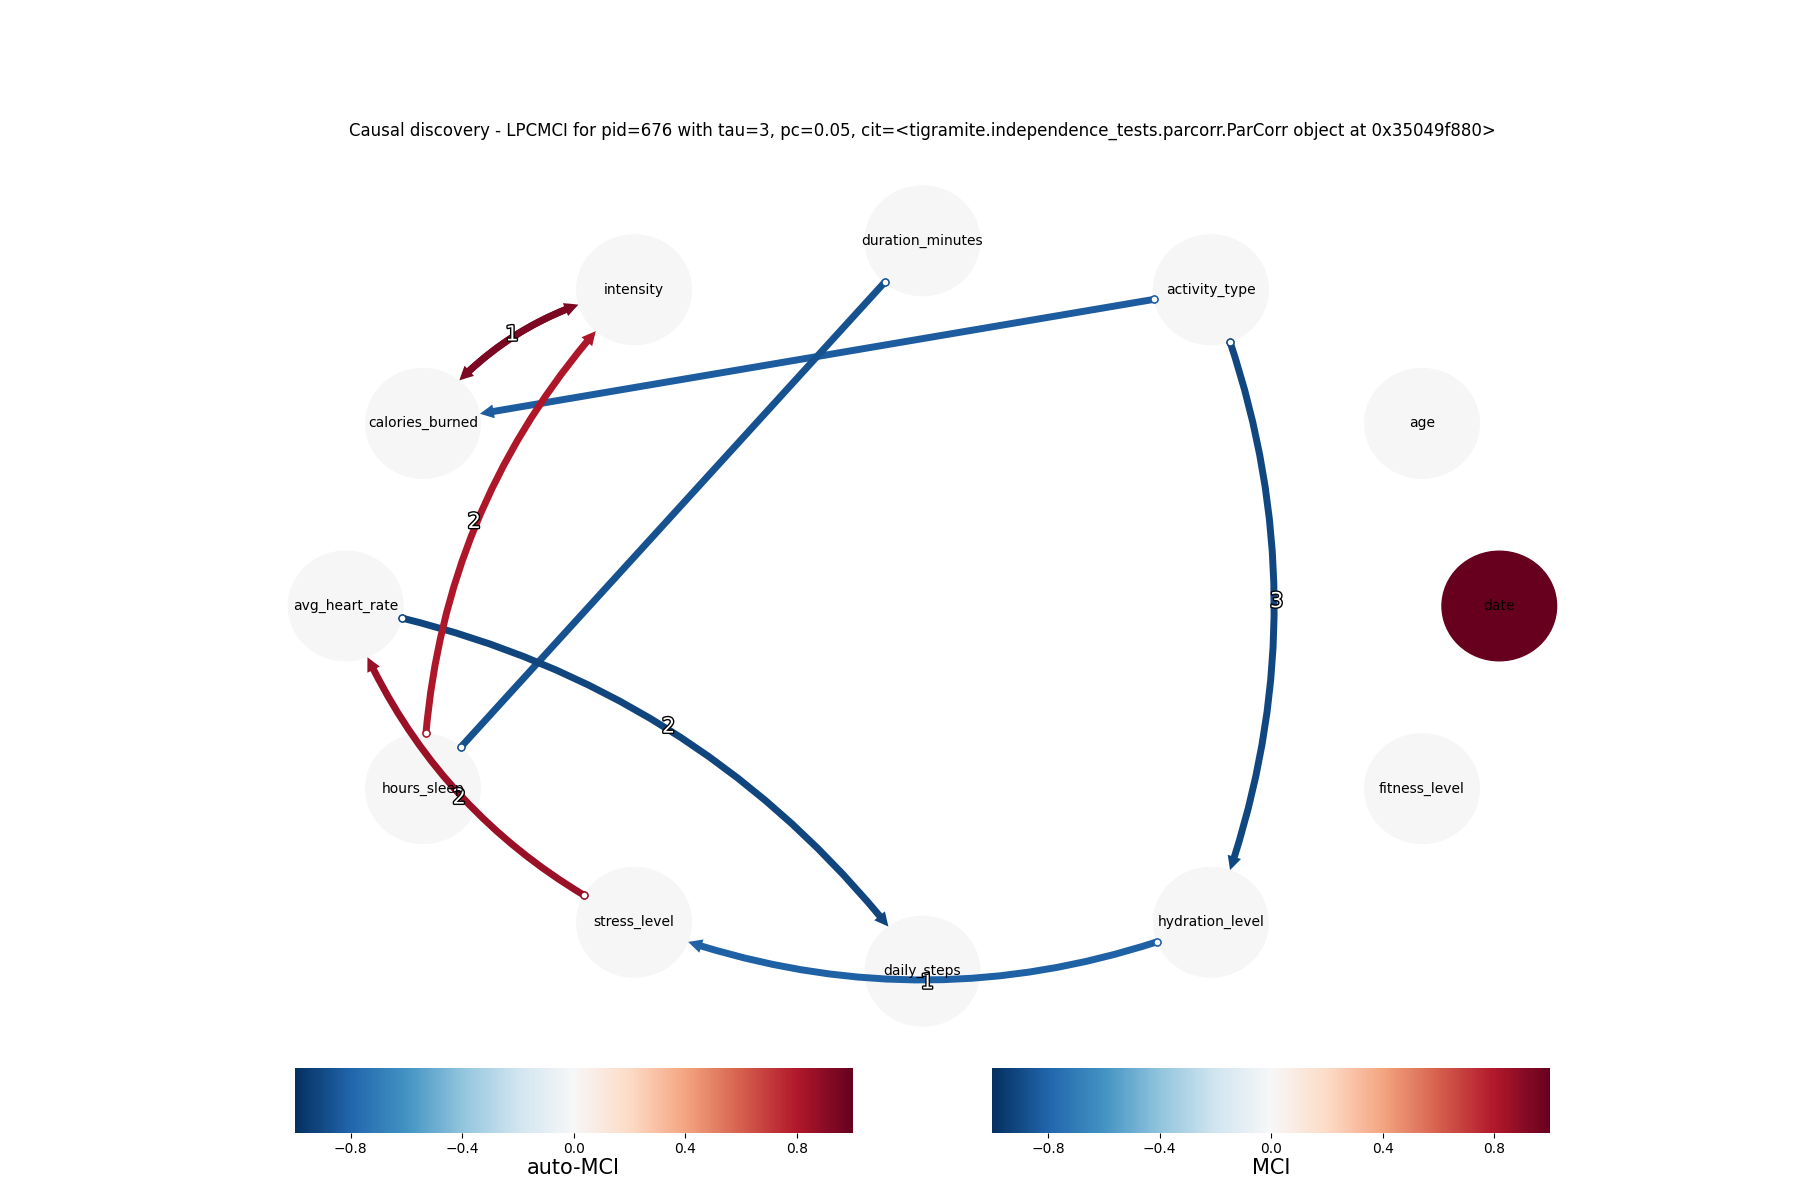 Causal discovery - LPCMCI for pid=676 with tau=3, pc=0.05, cit=<tigramite.independence_tests.parcorr.ParCorr object at 0x35049f880>
duration_minutes
intensity
activity_type
1
calories_burned
age
2
3
avg_heart_rate
date
2
hours_sleep
2
fitness_level
stress_level
hydration_level
daily_steps
1
−0.8 −0.4 0.0 0.4 0.8
auto-MCI
−0.8 −0.4 0.0 0.4 0.8
MCI